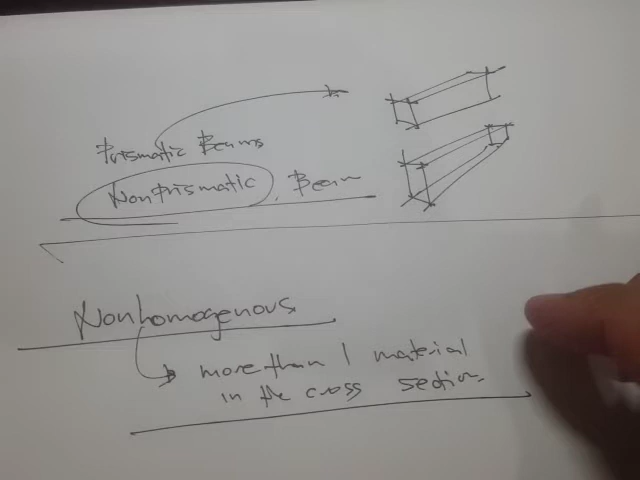 Prismatic Beams
Nonprismatic, Beam
Nonhomogenous
more than 1 material
in the cross section.